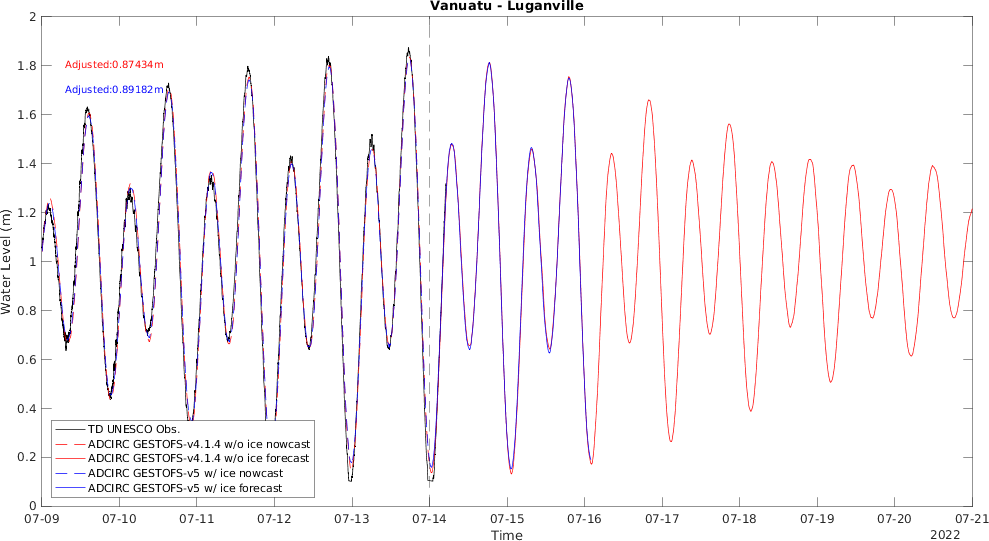 Vanuatu - Luganville
2
1.8
1.6
1.4
1.2
1
0.8
0.6
0.4
0.2
0
Water Level (m)
Adjusted:0.87434m
Adjusted:0.89182m
TD UNESCO Obs.
ADCIRC GESTOFS-v4.1.4 w/o ice nowcast
ADCIRC GESTOFS-v4.1.4 w/o ice forecast
ADCIRC GESTOFS-v5 w/ ice nowcast
ADCIRC GESTOFS-v5 w/ ice forecast
07-09 07-10 07-11 07-12 07-13 07-14 07-15 07-16 07-17 07-18 07-19 07-20 07-21
Time
2022